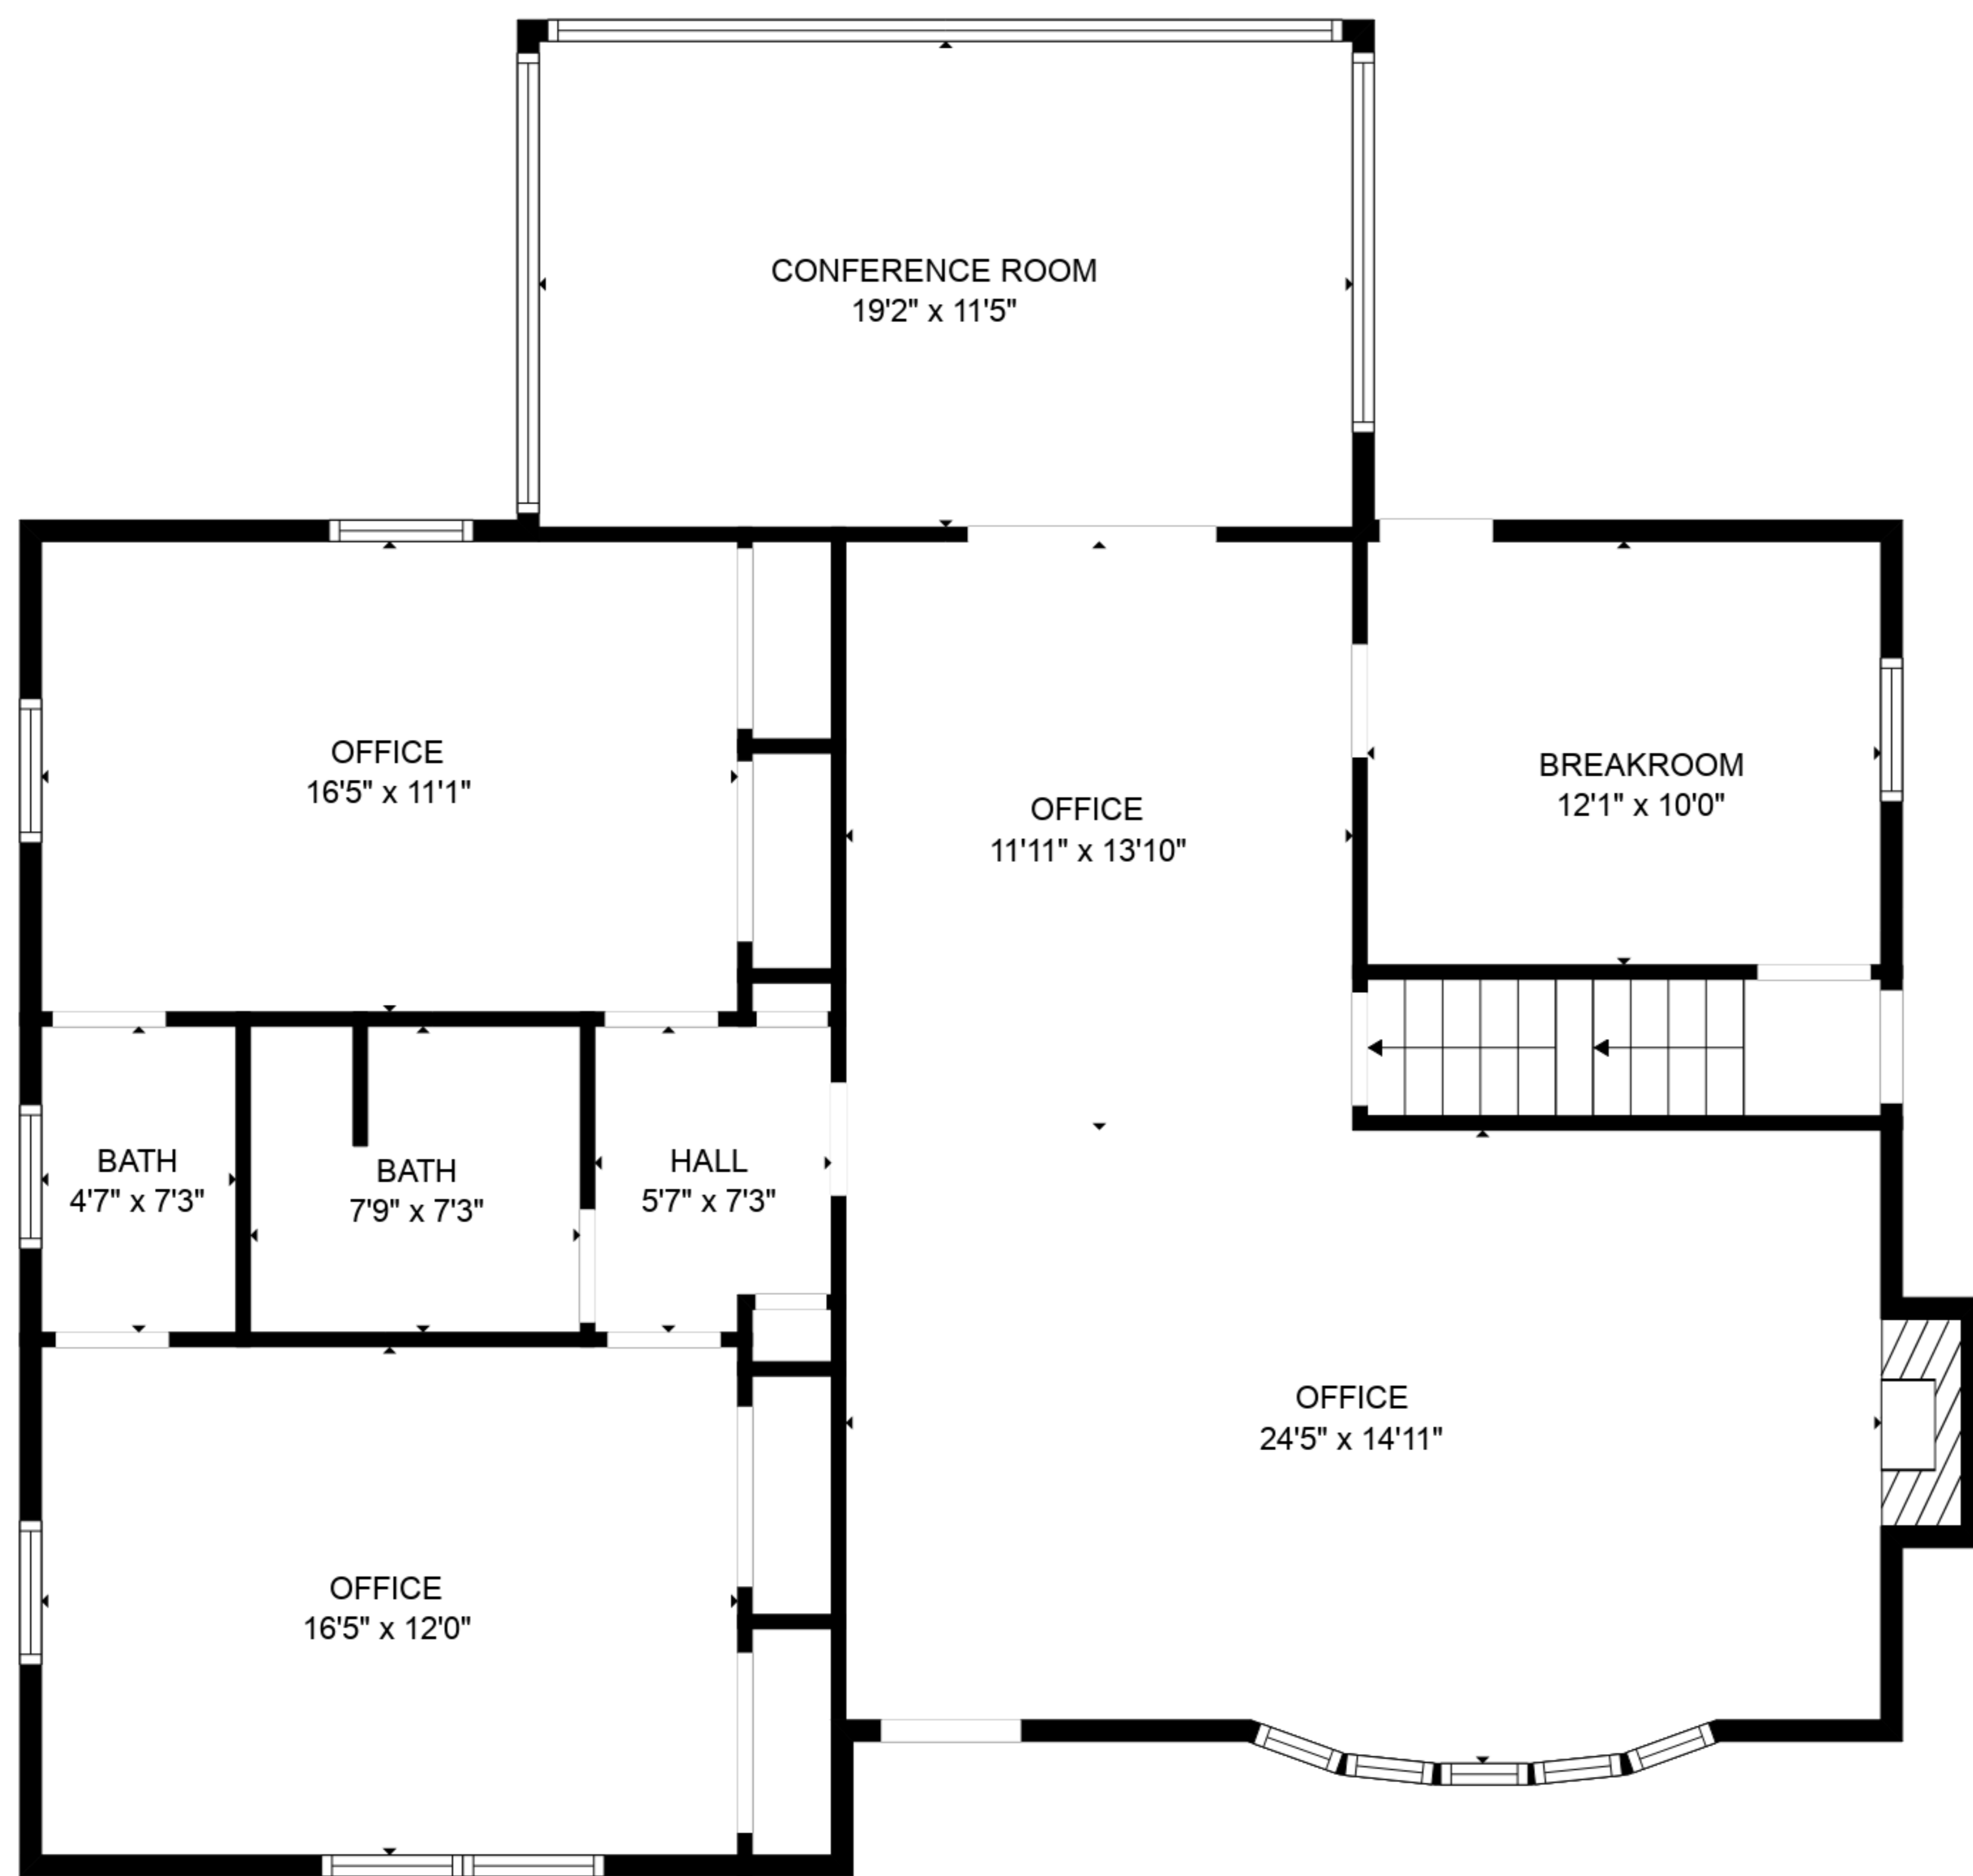 CONFERENCE ROOM
19'2" x 11'5"
OFFICE
16'5" x 11'1"
OFFICE
11'11" x 13'10"
BREAKROOM
12'1" x 10'0"
BATH
4'7" x 7'3"
BATH
7'9" x 7'3"
HALL
5'7" x 7'3"
OFFICE
24'5" x 14'11"
OFFICE
16'5" x 12'0"